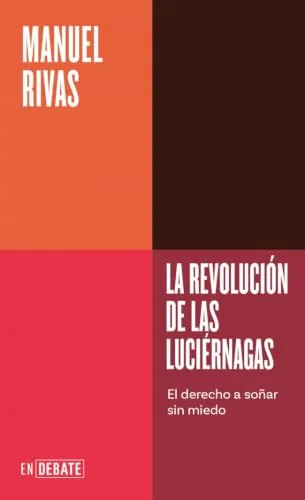 MANUEL
RIVAS
LA REVOLUCIÓN
DE LAS
LUCIÉRNAGAS
El derecho a soñar
sin miedo
EN DEBATE